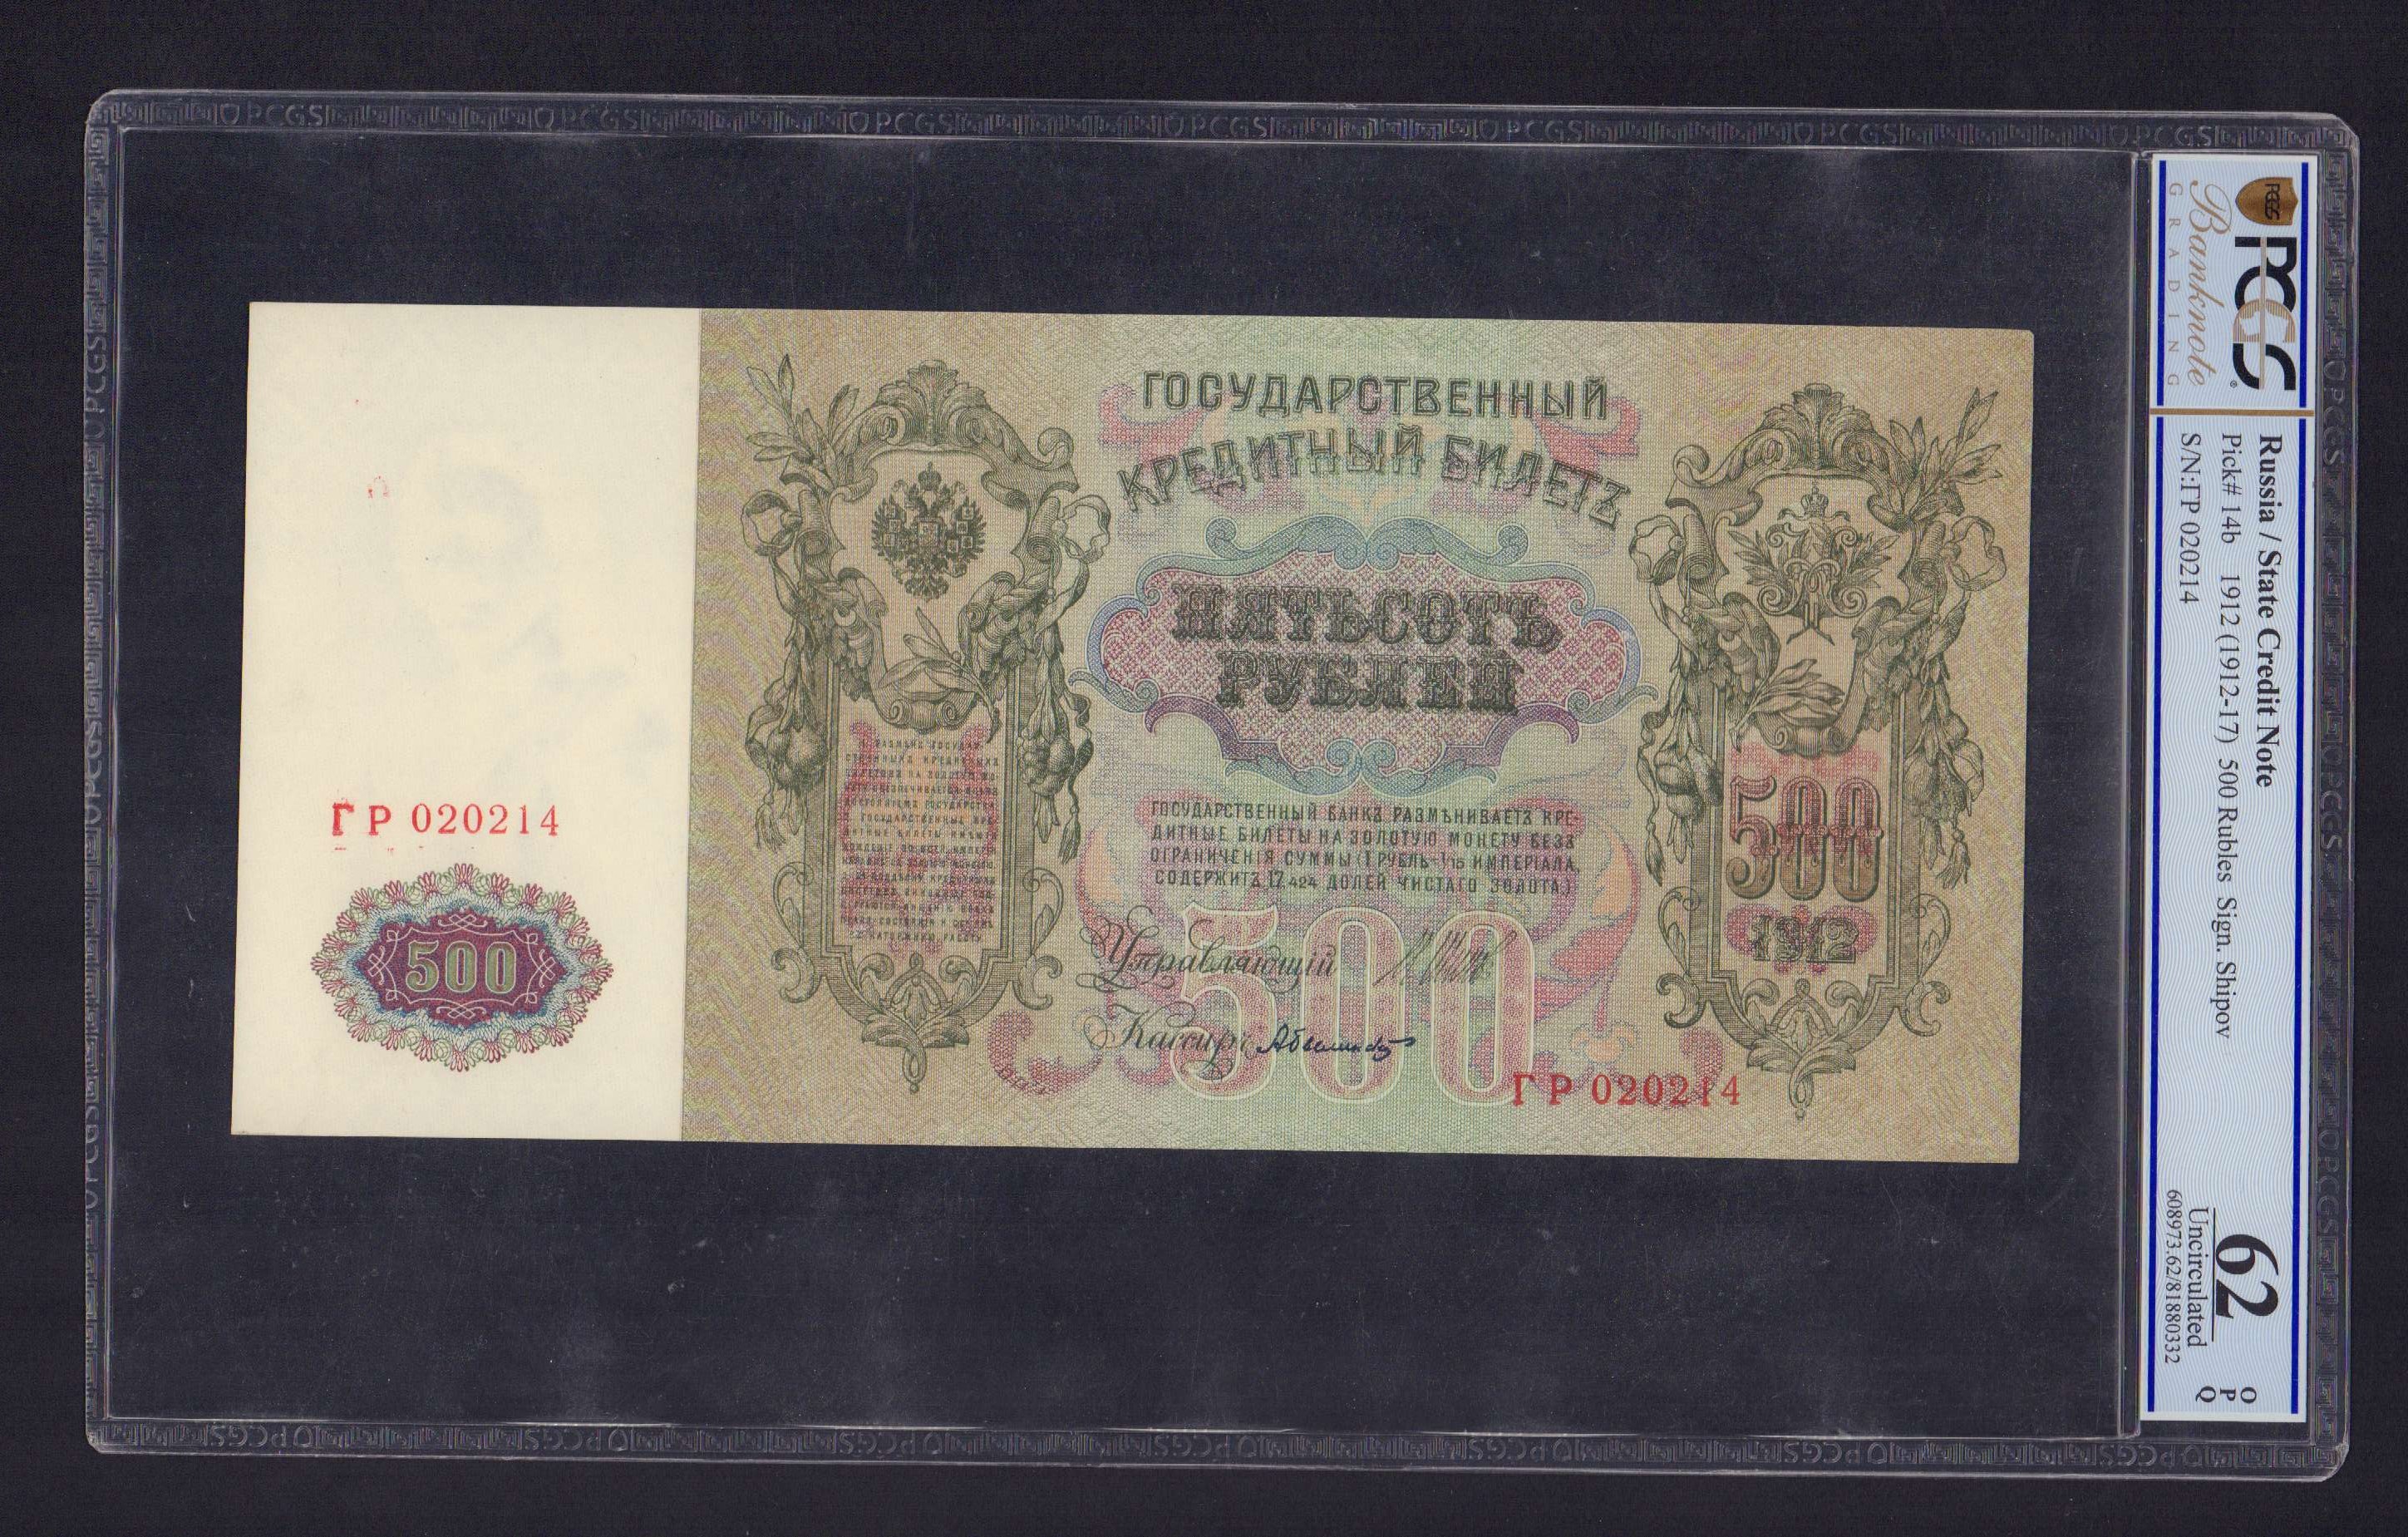 ГОСУДАРСТВЕННЫЙ
КРЕДИТНЫЙ БИЛЕТЪ
ПЯТЬСОТЪ
РУБЛЕЙ
ГОСУДАРСТВЕННЫЙ БАНКЪ РАЗМѢНИВАЕТЪ КРЕ-
ДИТНЫЕ БИЛЕТЫ НА ЗОЛОТУЮ МОНЕТУ БЕЗЪ
ОГРАНИЧЕНІЯ СУММЫ (1 РУБЛЬ=1/15 ИМПЕРІАЛА,
СОДЕРЖИТЪ 17,424 ДОЛЕЙ ЧИСТАГО ЗОЛОТА.)
Управляющій
Кассиръ
500
ГР 020214
500
1912
ГР 020214
500
PCGS
PCGS
Banknote
GRADING
Russia / State Credit Note
Pick# 14b 1912 (1912-17) 500 Rubles Sign. Shipov
S/N:ГР 020214
62
Uncirculated
608973.62/81880332
OPQ